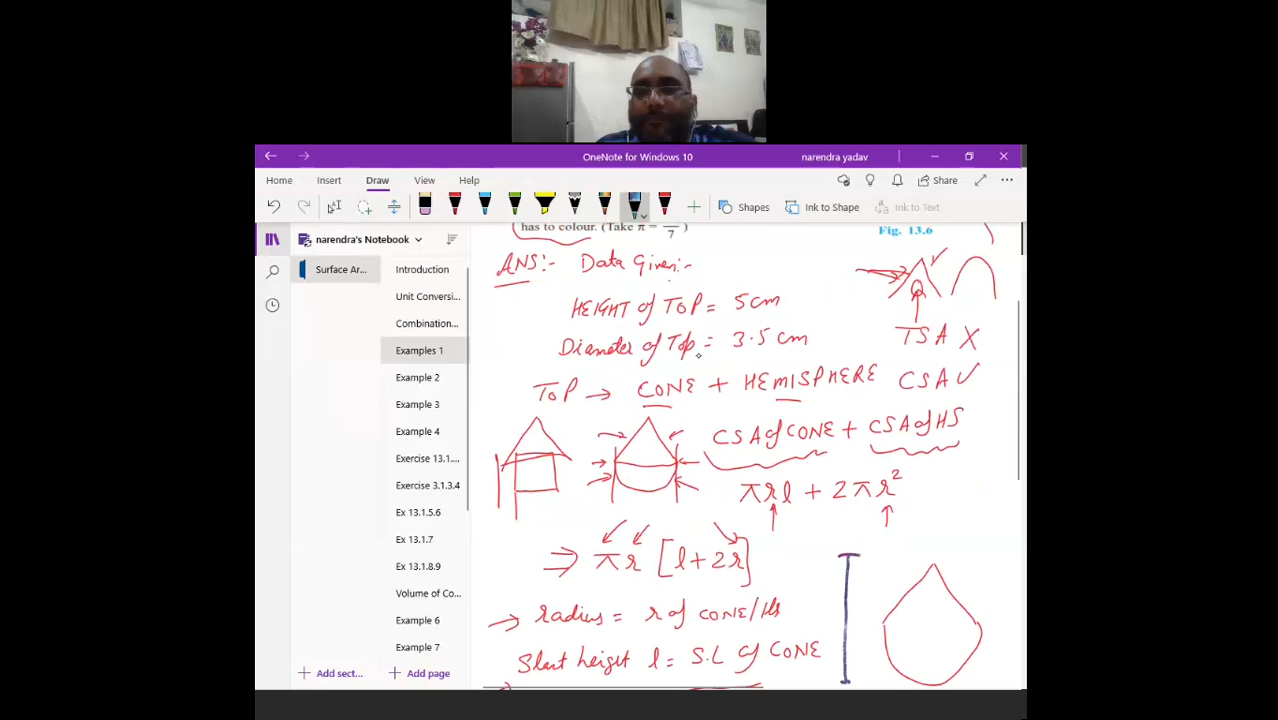 OneNote for Windows 10
narendra yadav
Home Insert Draw View Help
Share
Shapes Ink to Shape Ink to Text
narendra's Notebook
Surface Ar...
Introduction
Unit Conversi...
Combination...
Examples 1
Example 2
Example 3
Example 4
Exercise 13.1....
Exercise 3.1.3.4
Ex 13.1.5.6
Ex 13.1.7
Ex 13.1.8.9
Volume of Co...
Example 6
Example 7
Add sect...
Add page
has to colour. (Take π = /7 )
Fig. 13.6
ANS:- Data Given:-
HEIGHT of TOP = 5cm
Diameter of Top = 3.5 cm
TSA X
TOP → CONE + HEMISPHERE CSA ✓
CSA of CONE + CSA of HS
πrl + 2πr²
⇒ πr [l+2r]
→ radius = r of CONE/HS
Slant height l = S.L of CONE